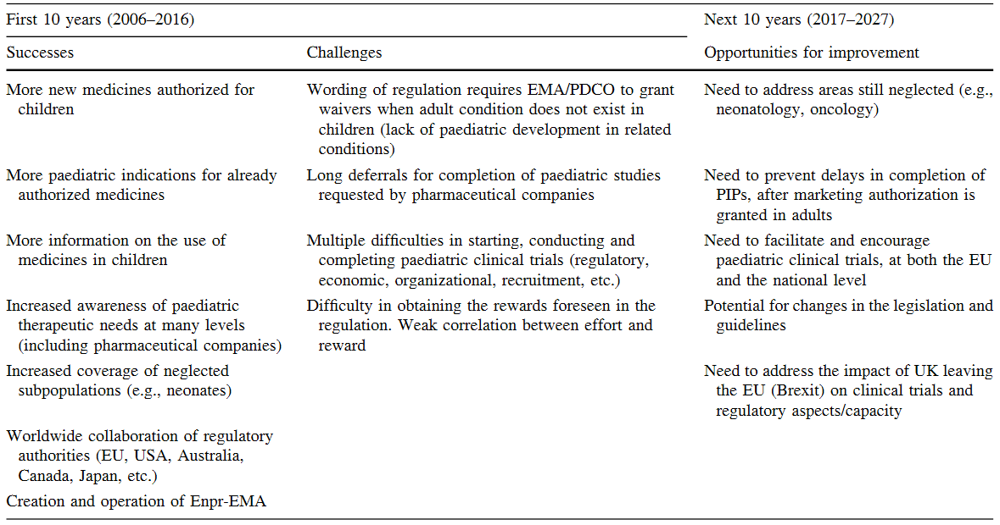 First 10 years (2006–2016)
Next 10 years (2017–2027)
Successes
Challenges
Opportunities for improvement
More new medicines authorized for
children
Wording of regulation requires EMA/PDCO to grant
waivers when adult condition does not exist in
children (lack of paediatric development in related
conditions)
Need to address areas still neglected (e.g.,
neonatology, oncology)
More paediatric indications for already
authorized medicines
Long deferrals for completion of paediatric studies
requested by pharmaceutical companies
Need to prevent delays in completion of
PIPs, after marketing authorization is
granted in adults
More information on the use of
medicines in children
Multiple difficulties in starting, conducting and
completing paediatric clinical trials (regulatory,
economic, organizational, recruitment, etc.)
Need to facilitate and encourage
paediatric clinical trials, at both the EU
and the national level
Increased awareness of paediatric
therapeutic needs at many levels
(including pharmaceutical companies)
Difficulty in obtaining the rewards foreseen in the
regulation. Weak correlation between effort and
reward
Potential for changes in the legislation and
guidelines
Increased coverage of neglected
subpopulations (e.g., neonates)
Need to address the impact of UK leaving
the EU (Brexit) on clinical trials and
regulatory aspects/capacity
Worldwide collaboration of regulatory
authorities (EU, USA, Australia,
Canada, Japan, etc.)
Creation and operation of Enpr-EMA